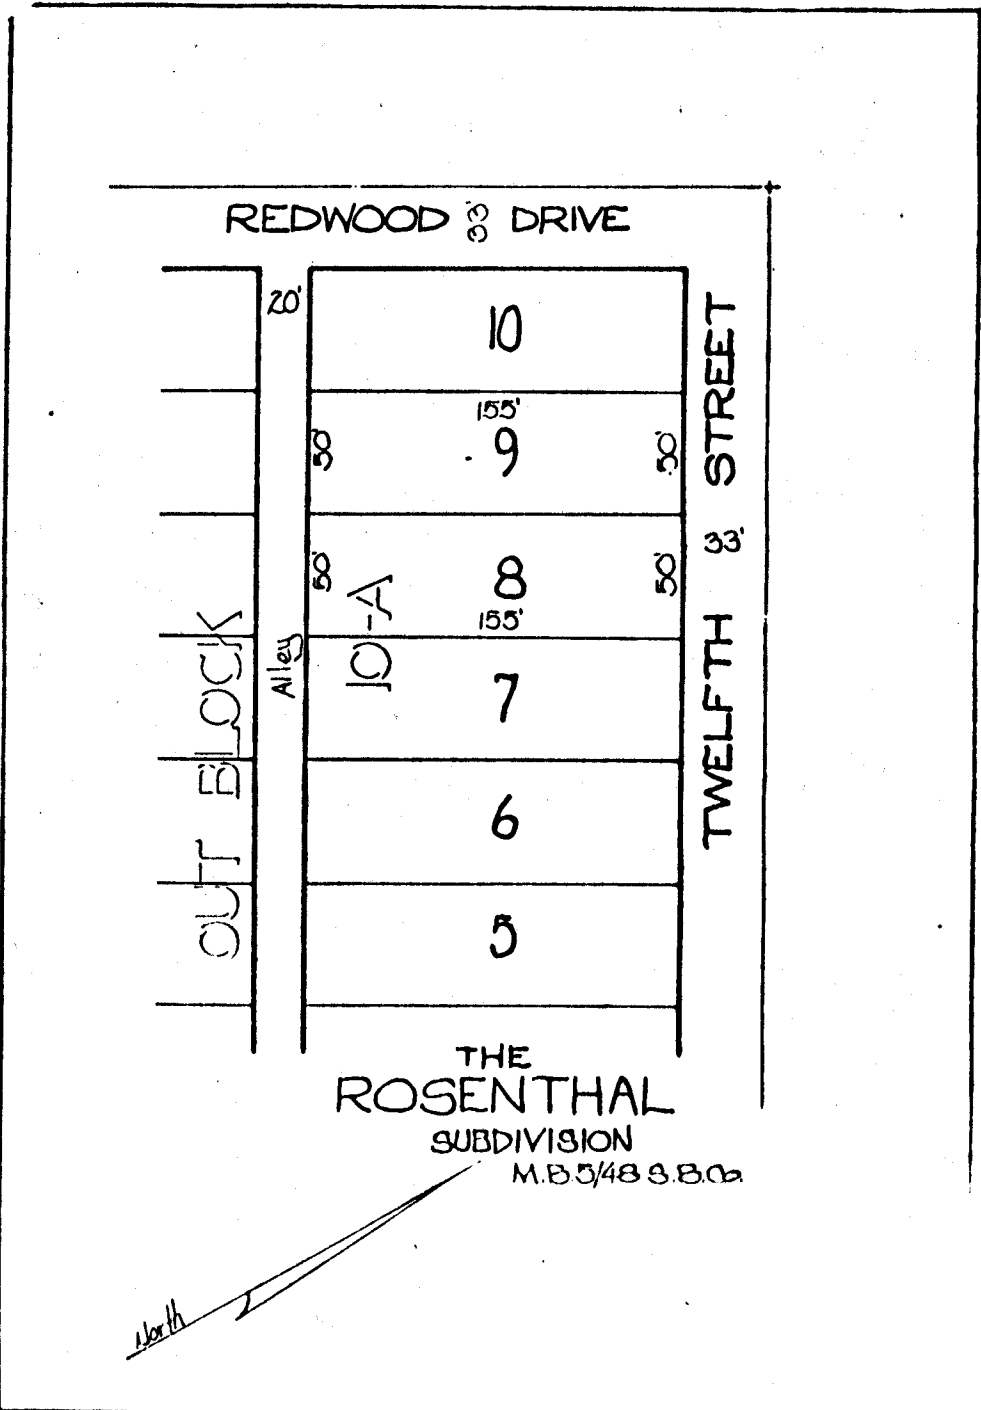 REDWOOD 33' DRIVE
20'
10
155'
50' 9 50'
50' 8 50'
155'
10-A
7
6
5
Alley
OUT BLOCK
TWELFTH 33' STREET
THE
ROSENTHAL
SUBDIVISION
M.B.5/48 S.B.Co.
North